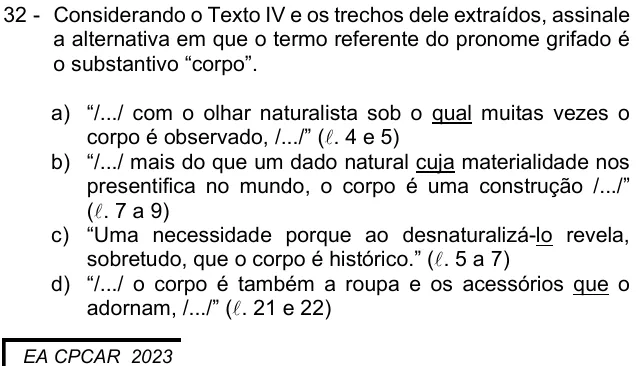 32 - Considerando o Texto IV e os trechos dele extraídos, assinale
a alternativa em que o termo referente do pronome grifado é
o substantivo “corpo”.
a) “/.../ com o olhar naturalista sob o qual muitas vezes o
corpo é observado, /.../” (ℓ. 4 e 5)
b) “/.../ mais do que um dado natural cuja materialidade nos
presentifica no mundo, o corpo é uma construção /.../”
(ℓ. 7 a 9)
c) “Uma necessidade porque ao desnaturalizá-lo revela,
sobretudo, que o corpo é histórico.” (ℓ. 5 a 7)
d) “/.../ o corpo é também a roupa e os acessórios que o
adornam, /.../” (ℓ. 21 e 22)
EA CPCAR 2023